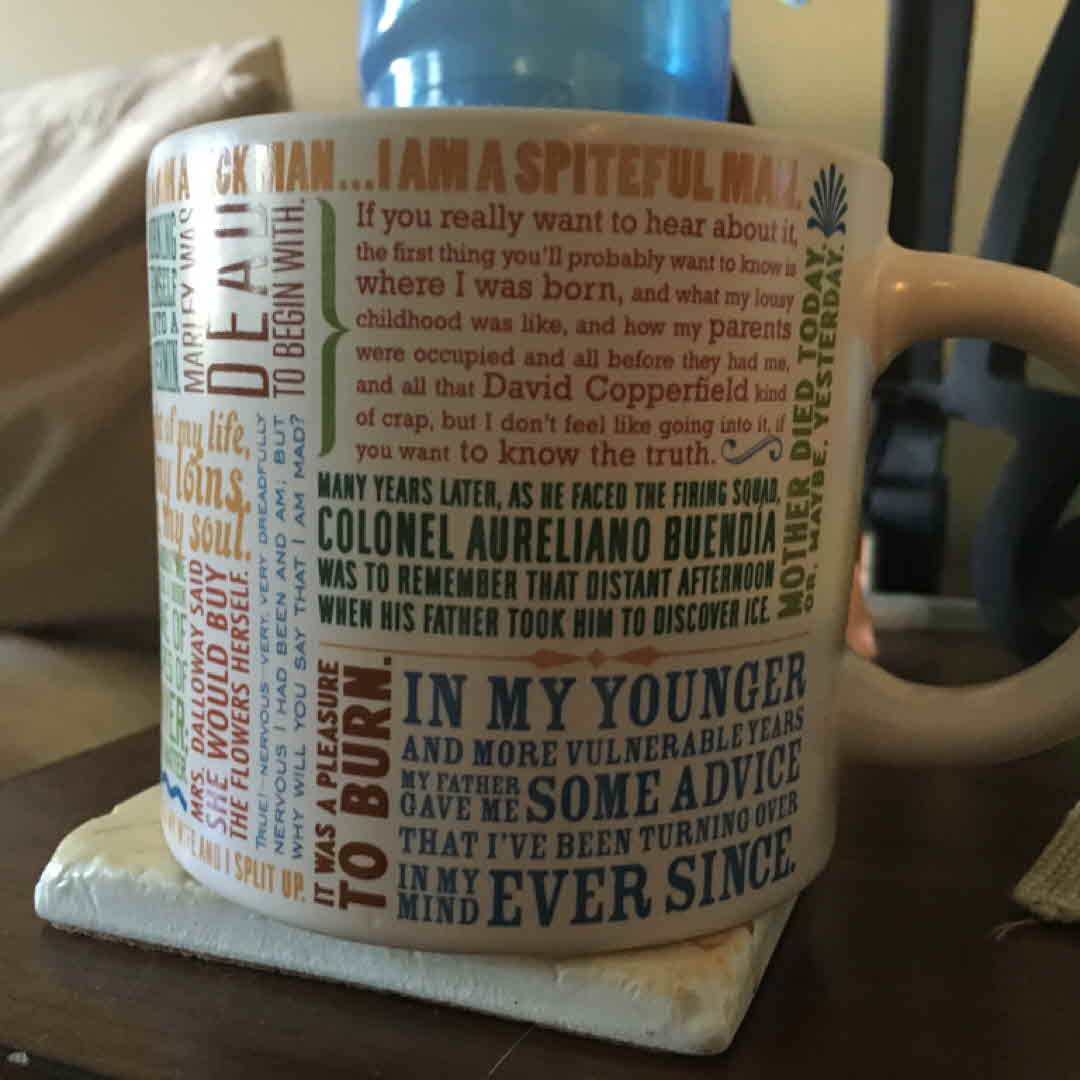 MAN...I AM A SPITEFUL MAN.
MARLEY WAS
DEAD
TO BEGIN WITH.
If you really want to hear about it,
the first thing you'll probably want to know is
where I was born, and what my lousy
childhood was like, and how my parents
were occupied and all before they had me,
and all that David Copperfield kind
of crap, but I don't feel like going into it, if
you want to know the truth.
MOTHER DIED TODAY.
OR, MAYBE, YESTERDAY.
of my life,
my loins.
my soul.
MANY YEARS LATER, AS HE FACED THE FIRING SQUAD,
COLONEL AURELIANO BUENDÍA
WAS TO REMEMBER THAT DISTANT AFTERNOON
WHEN HIS FATHER TOOK HIM TO DISCOVER ICE.
MRS. DALLOWAY SAID
SHE WOULD BUY
THE FLOWERS HERSELF.
TRUE!—NERVOUS—VERY, VERY DREADFULLY
NERVOUS I HAD BEEN AND AM; BUT
WHY WILL YOU SAY THAT I AM MAD?
IT WAS A PLEASURE
TO BURN.
IN MY YOUNGER
AND MORE VULNERABLE YEARS
MY FATHER
GAVE ME SOME ADVICE
THAT I'VE BEEN TURNING OVER
IN MY
MIND EVER SINCE.
WIFE AND I SPLIT UP.